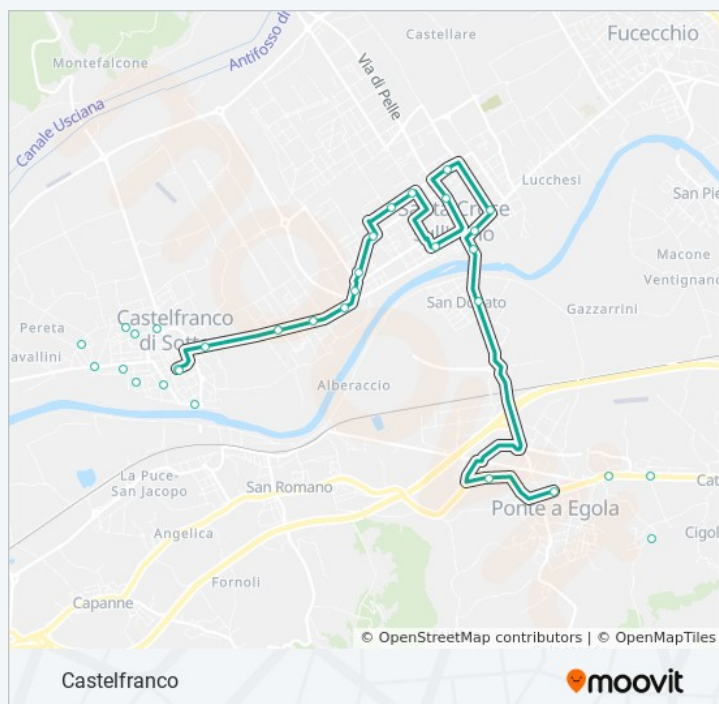 Castellare
Fucecchio
Montefalcone
Antifosso di
Via di Pelle
Canale Usciana
Lucchesi
San Pie
Santa Croce
sull'Arno
Macone
Ventignano
San Donato
Gazzarrini
Castelfranco
di Sotto
Pereta
avallini
Alberaccio
La Puce-
San Jacopo
San Romano
Cat
Ponte a Egola
Angelica
Cigol
Fornoli
Capanne
© OpenStreetMap contributors | © OpenMapTiles
Castelfranco
moovit